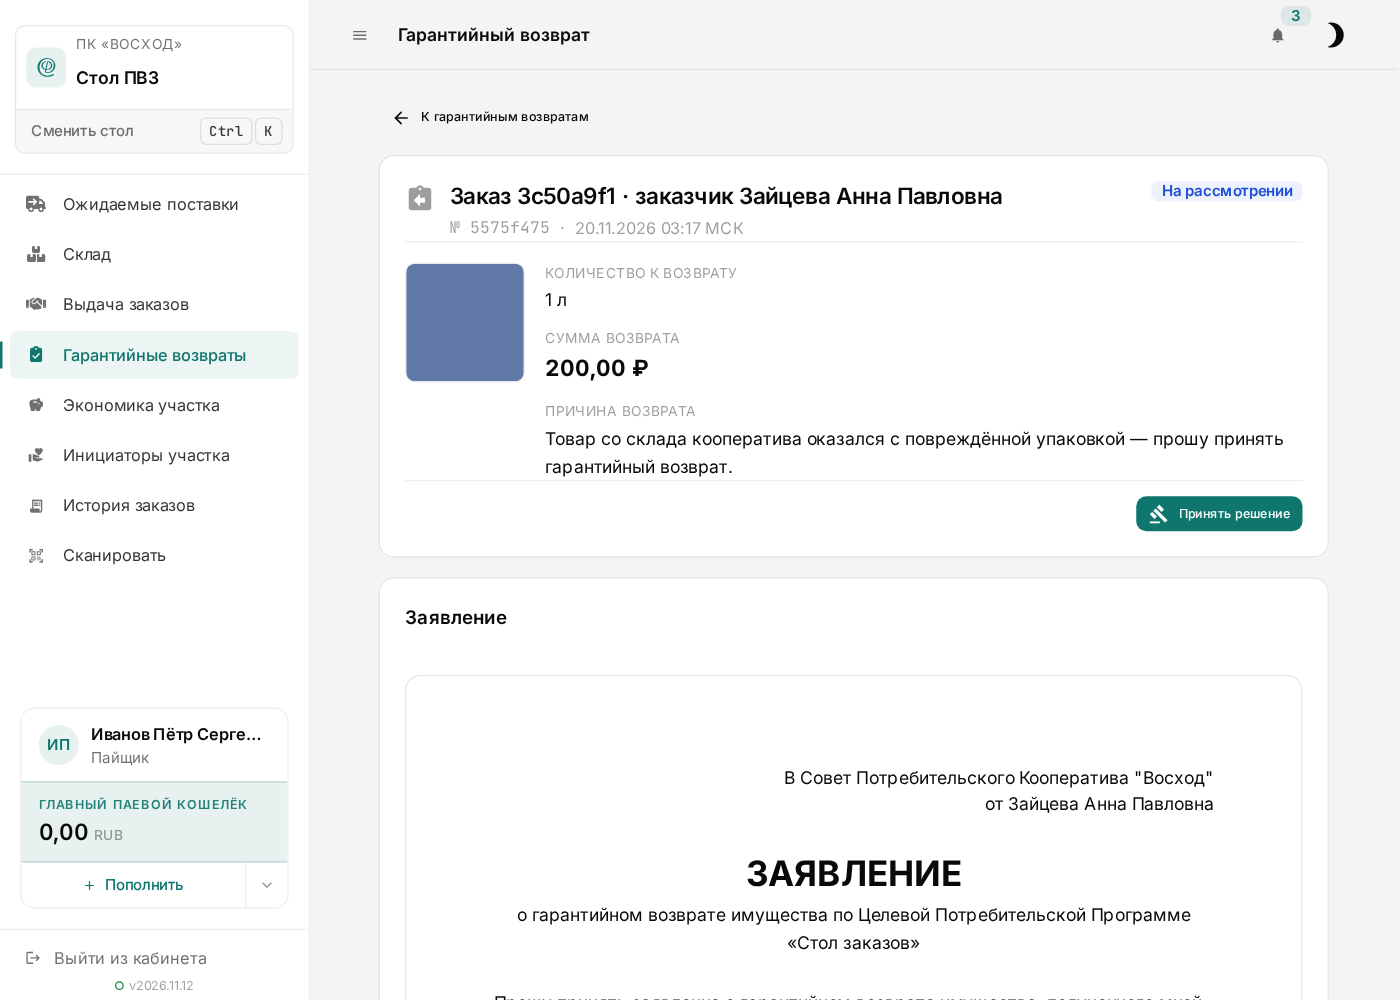 ПК «ВОСХОД»
Стол ПВЗ
Сменить стол
Ctrl K
Ожидаемые поставки
Склад
Выдача заказов
Гарантийные возвраты
Экономика участка
Инициаторы участка
История заказов
Сканировать
ИП
Иванов Пётр Серге...
Пайщик
ГЛАВНЫЙ ПАЕВОЙ КОШЕЛЁК
0,00 RUB
+ Пополнить
Выйти из кабинета
v2026.11.12
Гарантийный возврат
3
К гарантийным возвратам
Заказ 3c50a9f1 · заказчик Зайцева Анна Павловна
На рассмотрении
№ 5575f475 · 20.11.2026 03:17 МСК
КОЛИЧЕСТВО К ВОЗВРАТУ
1 л
СУММА ВОЗВРАТА
200,00 ₽
ПРИЧИНА ВОЗВРАТА
Товар со склада кооператива оказался с повреждённой упаковкой — прошу принять
гарантийный возврат.
Принять решение
Заявление
В Совет Потребительского Кооператива "Восход"
от Зайцева Анна Павловна
ЗАЯВЛЕНИЕ
о гарантийном возврате имущества по Целевой Потребительской Программе
«Стол заказов»